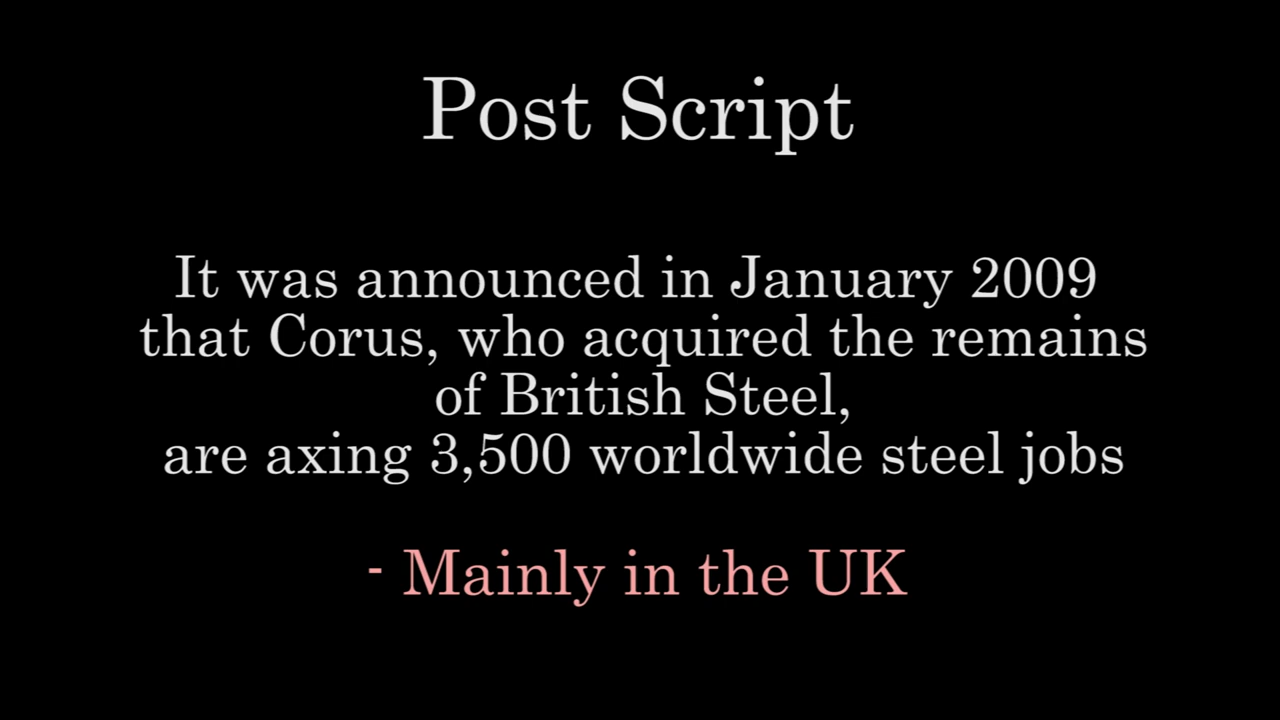 Post Script
It was announced in January 2009
that Corus, who acquired the remains
of British Steel,
are axing 3,500 worldwide steel jobs
- Mainly in the UK